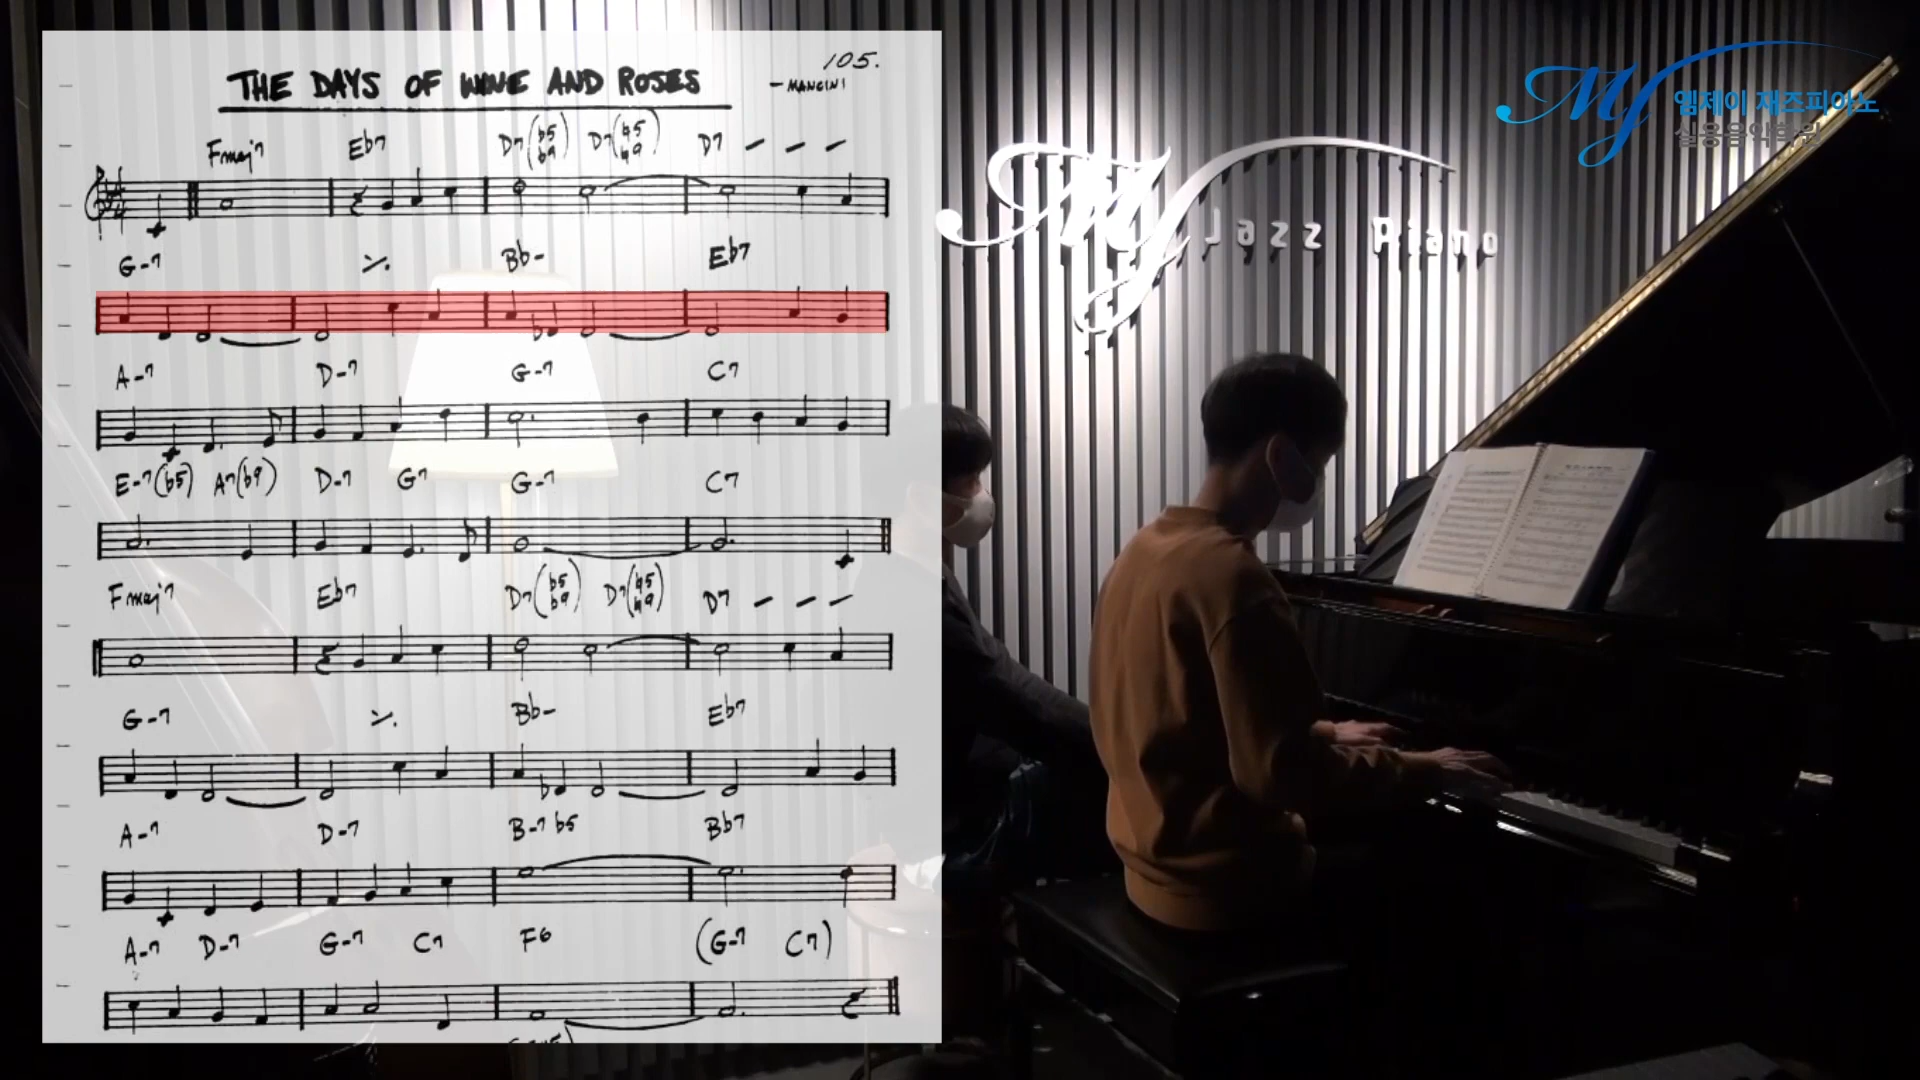 105.
THE DAYS OF WINE AND ROSES
- MANCINI
Fmaj7 Eb7 D7(b5 b9) D7(♮5 ♮9) D7 - - -
G-7 ٪ Bb- Eb7
A-7 D-7 G-7 C7
E-7(b5) A7(b9) D-7 G7 G-7 C7
Fmaj7 Eb7 D7(b5 b9) D7(♮5 ♮9) D7 - - -
G-7 ٪ Bb- Eb7
A-7 D-7 B-7b5 Bb7
A-7 D-7 G-7 C7 F6 (G-7 C7)
MJ 엠제이 재즈피아노
실용음악학원
MJ Jazz Piano